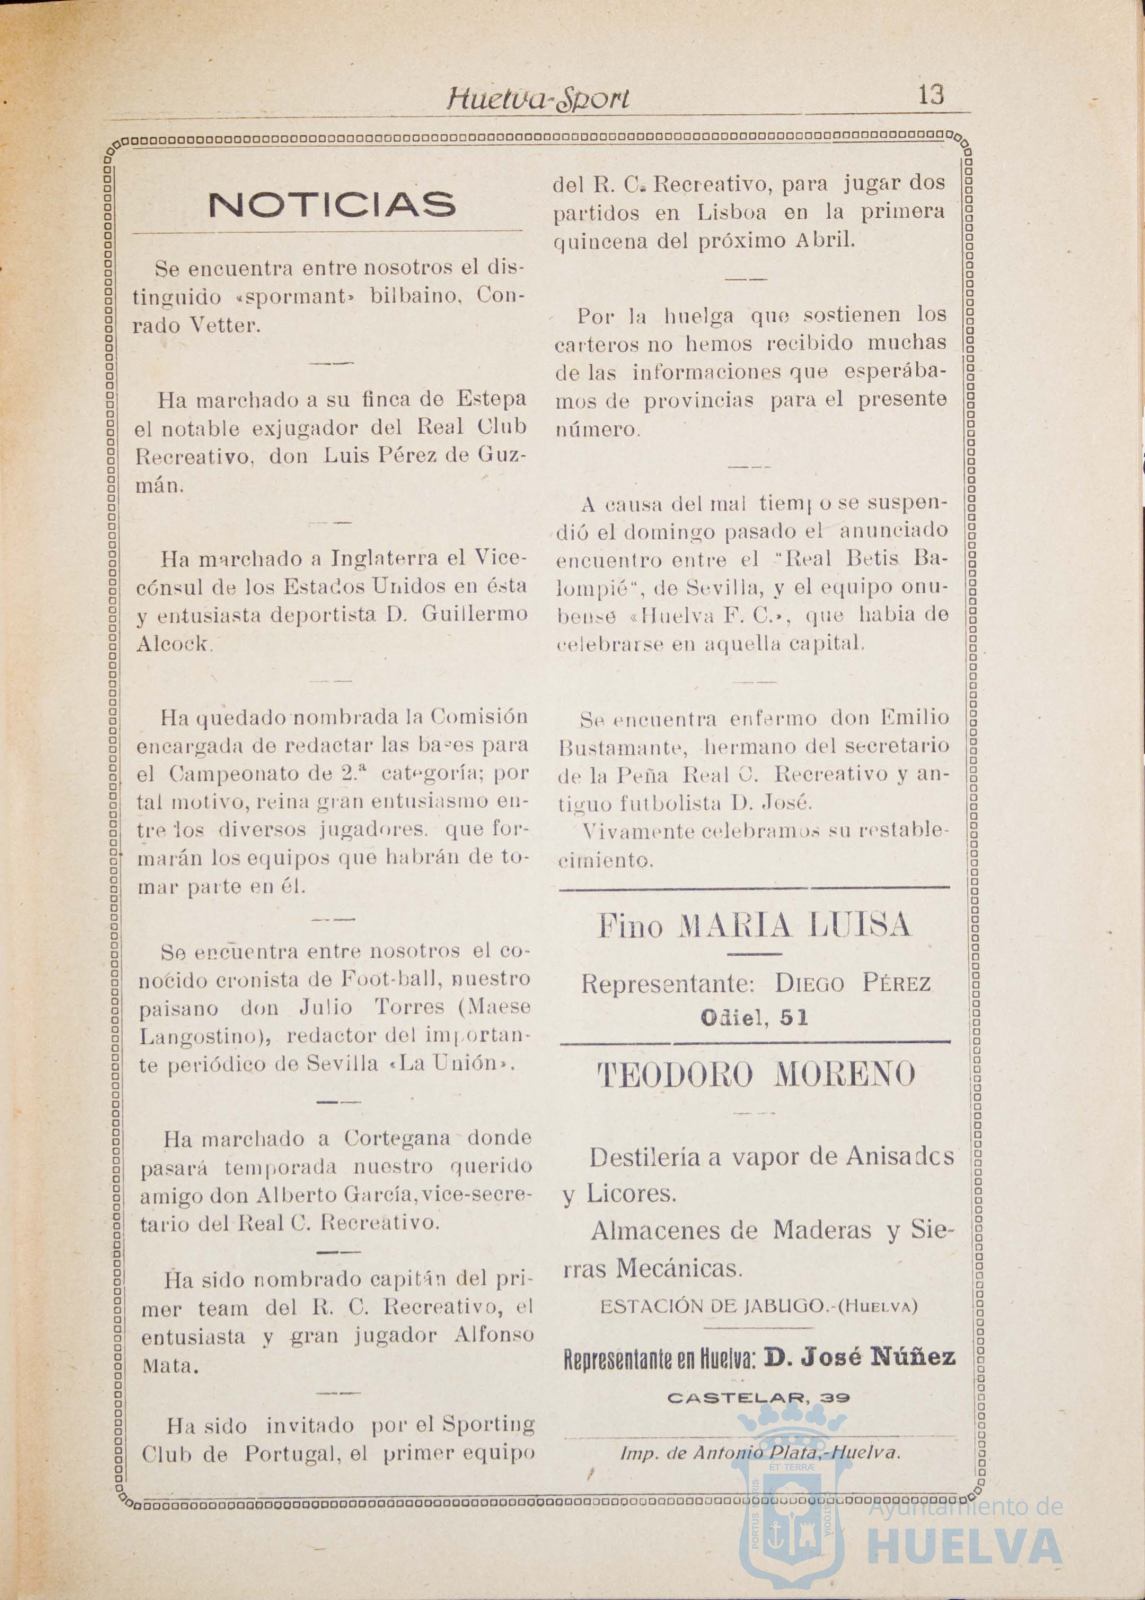 Huelva-Sport
13
NOTICIAS
Se encuentra entre nosotros el dis-
tinguido «spormant» bilbaino, Con-
rado Vetter.
Ha marchado a su finca de Estepa
el notable exjugador del Real Club
Recreativo, don Luis Pérez de Guz-
mán.
Ha marchado a Inglaterra el Vice-
cónsul de los Estados Unidos en ésta
y entusiasta deportista D. Guillermo
Alcock.
Ha quedado nombrada la Comisión
encargada de redactar las bases para
el Campeonato de 2.ª categoría; por
tal motivo, reina gran entusiasmo en-
tre los diversos jugadores. que for-
marán los equipos que habrán de to-
mar parte en él.
Se encuentra entre nosotros el co-
nocido cronista de Foot-ball, nuestro
paisano don Julio Torres (Maese
Langostino), redactor del importan-
te periódico de Sevilla «La Unión».
Ha marchado a Cortegana donde
pasará temporada nuestro querido
amigo don Alberto García, vice-secre-
tario del Real C. Recreativo.
Ha sido nombrado capitán del pri-
mer team del R. C. Recreativo, el
entusiasta y gran jugador Alfonso
Mata.
Ha sido invitado por el Sporting
Club de Portugal, el primer equipo
del R. C. Recreativo, para jugar dos
partidos en Lisboa en la primera
quincena del próximo Abril.
Por la huelga que sostienen los
carteros no hemos recibido muchas
de las informaciones que esperába-
mos de provincias para el presente
número.
A causa del mal tiempo se suspen-
dió el domingo pasado el anunciado
encuentro entre el "Real Betis Ba-
lompié", de Sevilla, y el equipo onu-
bense «Huelva F. C.», que habia de
celebrarse en aquella capital.
Se encuentra enfermo don Emilio
Bustamante, hermano del secretario
de la Peña Real C. Recreativo y an-
tiguo futbolista D. José.
Vivamente celebramos su restable-
cimiento.
Fino MARIA LUISA
Representante: DIEGO PÉREZ
Odiel, 51
TEODORO MORENO
Destilería a vapor de Anisados
y Licores.
Almacenes de Maderas y Sie-
rras Mecánicas.
ESTACIÓN DE JABUGO.-(HUELVA)
Representante en Huelva: D. José Núñez
CASTELAR, 39
Imp. de Antonio Plata,-Huelva.
PORTUS MARIS
ET TERRÆ
CUSTODIA
Ayuntamiento de
HUELVA